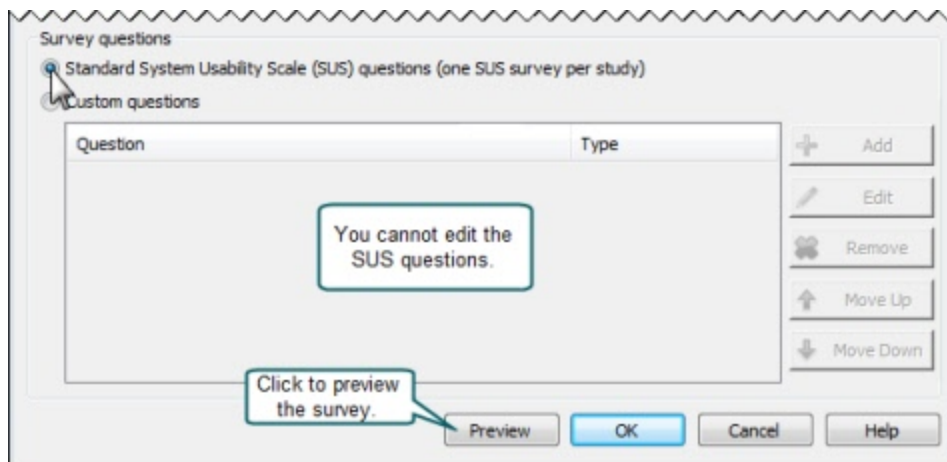 Survey questions
Standard System Usability Scale (SUS) questions (one SUS survey per study)
Custom questions
Question Type
Add
Edit
Remove
Move Up
Move Down
You cannot edit the
SUS questions.
Click to preview
the survey.
Preview OK Cancel Help